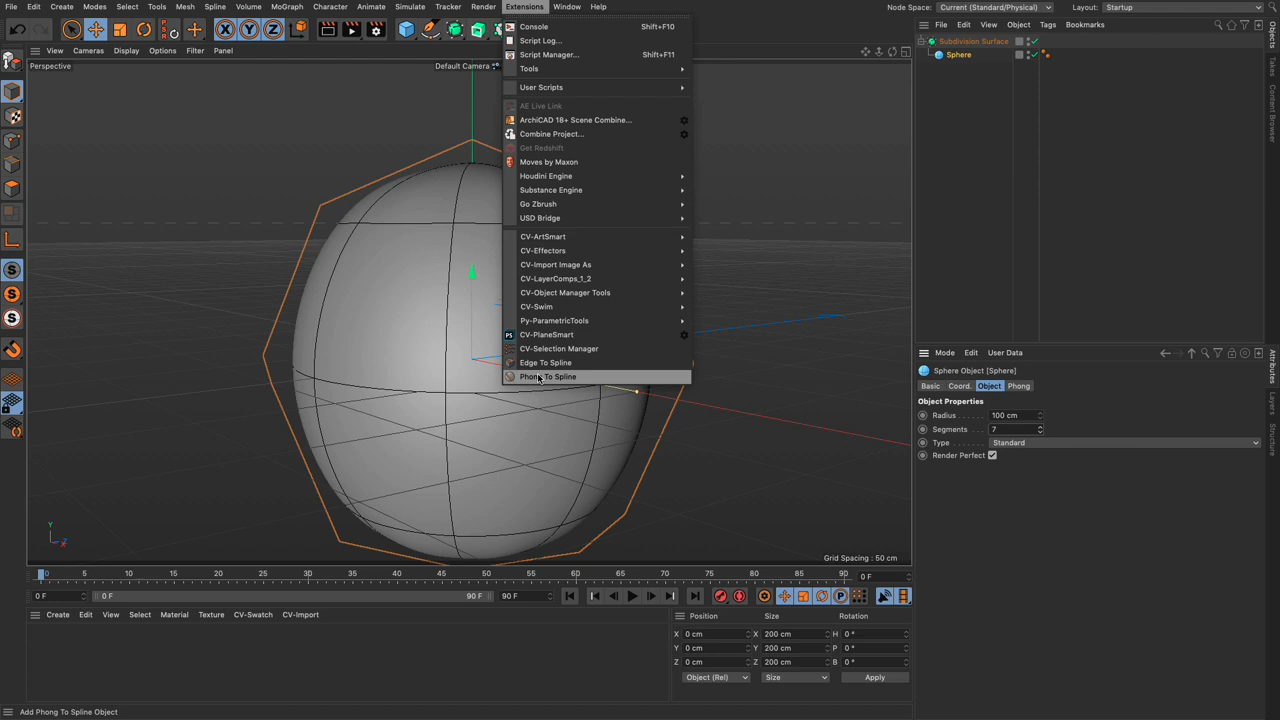 File Edit Create Modes Select Tools Mesh Spline Volume MoGraph Character Animate Simulate Tracker Render Extensions Window Help
Node Space: Current (Standard/Physical) Layout: Startup
X Y Z
View Cameras Display Options Filter Panel
Perspective
Default Camera
Console Shift+F10
Script Log...
Script Manager... Shift+F11
Tools
User Scripts
AE Live Link
ArchiCAD 18+ Scene Combine...
Combine Project...
Get Redshift
Moves by Maxon
Houdini Engine
Substance Engine
Go Zbrush
USD Bridge
CV-ArtSmart
CV-Effectors
CV-Import Image As
CV-LayerComps_1_2
CV-Object Manager Tools
CV-Swim
Py-ParametricTools
PS CV-PlaneSmart
CV-Selection Manager
Edge To Spline
Phong To Spline
Y
Z
Grid Spacing : 50 cm
File Edit View Object Tags Bookmarks
Subdivision Surface
Sphere
Objects
Takes
Content Browser
Mode Edit User Data
Sphere Object [Sphere]
Basic Coord. Object Phong
Object Properties
Radius 100 cm
Segments 7
Type Standard
Render Perfect
Attributes
Layers
Structure
0 5 10 15 20 25 30 35 40 45 50 55 60 65 70 75 80 85 90 0 F
0 F 0 F 90 F 90 F
Create Edit View Select Material Texture CV-Swatch CV-Import
Position Size Rotation
X 0 cm X 200 cm H 0 °
Y 0 cm Y 200 cm P 0 °
Z 0 cm Z 200 cm B 0 °
Object (Rel) Size Apply
Add Phong To Spline Object